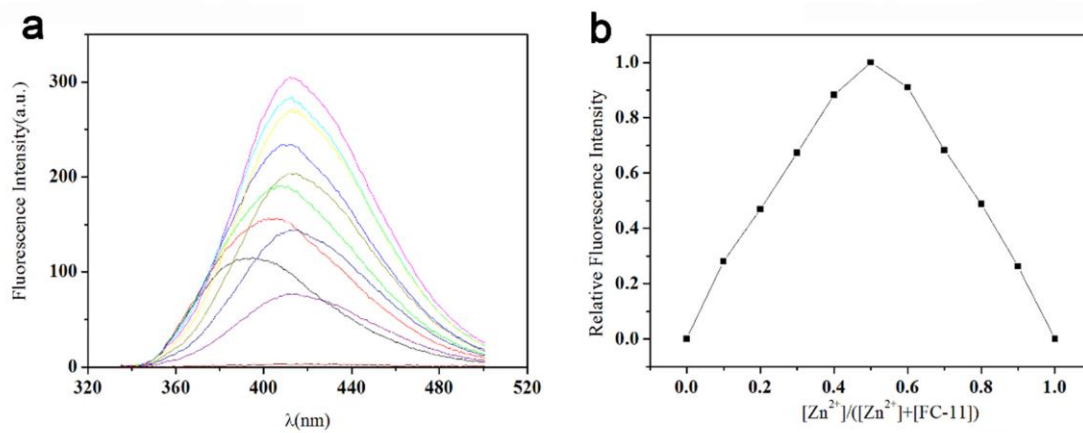 a
Fluorescence Intensity(a.u.)
300
200
100
0
320 360 400 440 480 520
λ(nm)
b
Relative Fluorescence Intensity
1.0
0.8
0.6
0.4
0.2
0.0
0.0 0.2 0.4 0.6 0.8 1.0
[Zn²⁺]/([Zn²⁺]+[FC-11])